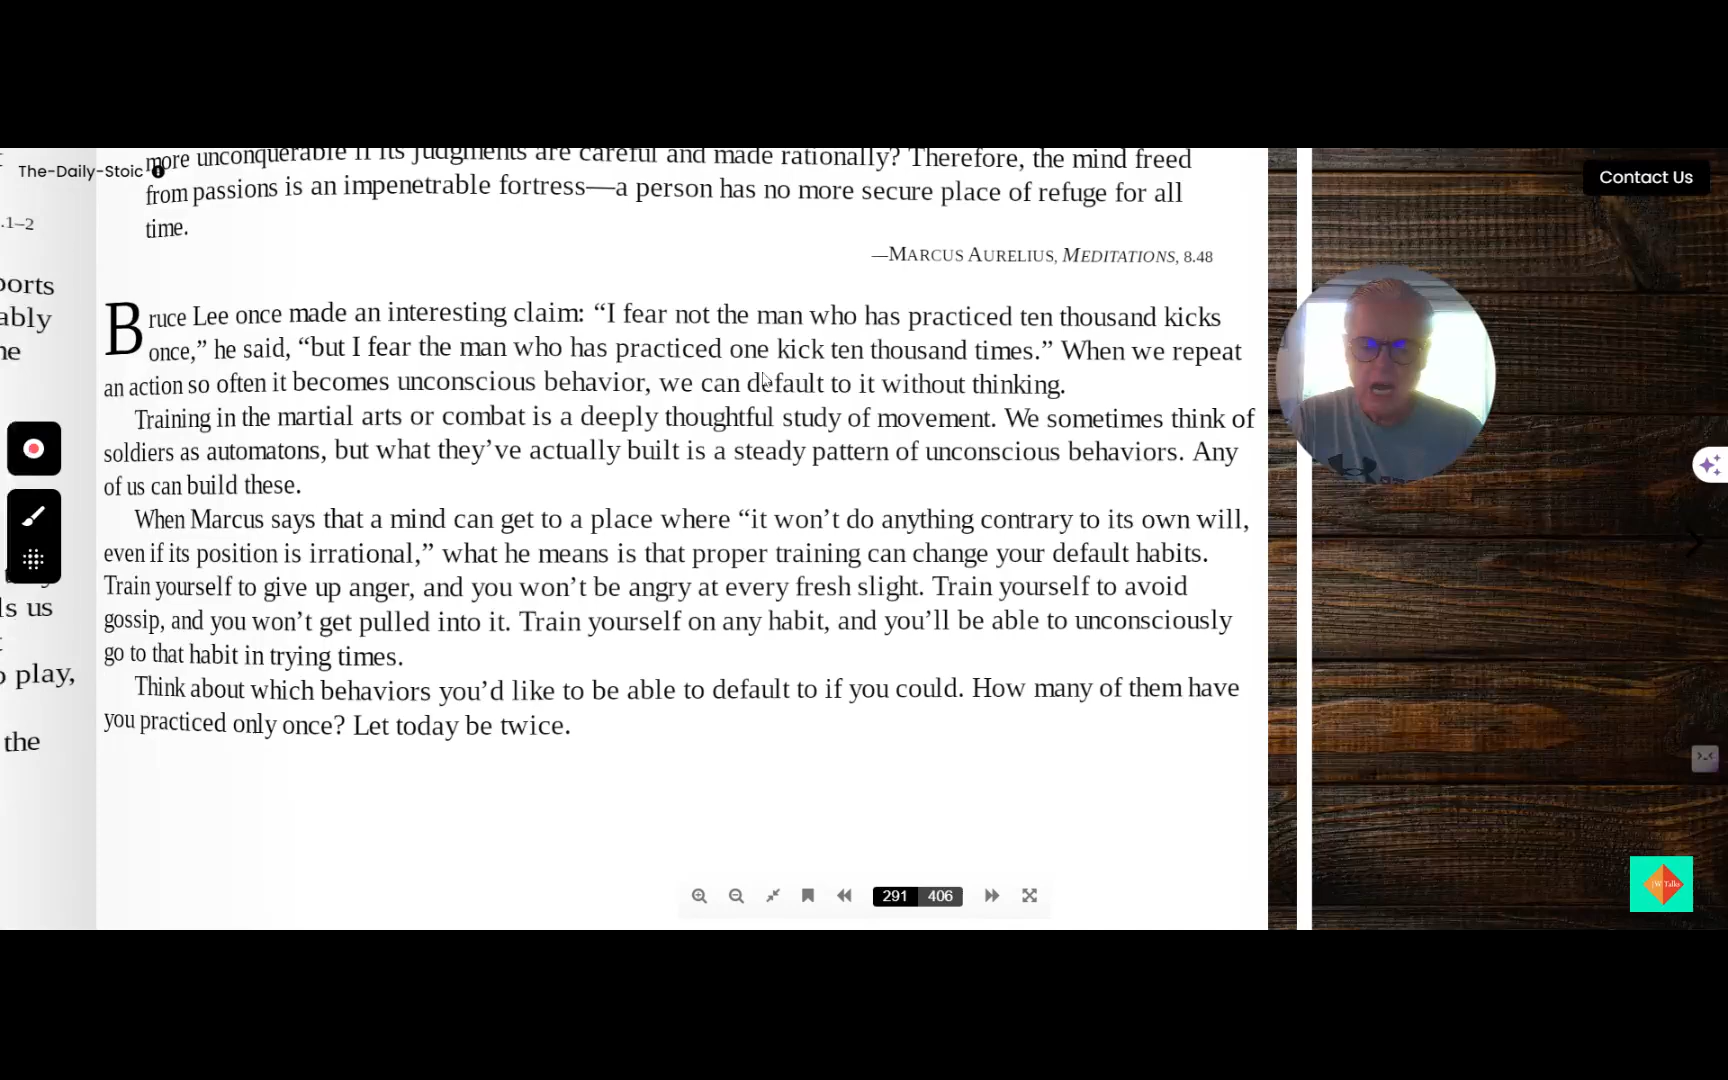 The-Daily-Stoic
Contact Us
.1–2
ports
ably
he
ls us
play,
the
more unconquerable if its judgments are careful and made rationally? Therefore, the mind freed
from passions is an impenetrable fortress—a person has no more secure place of refuge for all
time.
—MARCUS AURELIUS, MEDITATIONS, 8.48
Bruce Lee once made an interesting claim: “I fear not the man who has practiced ten thousand kicks
once,” he said, “but I fear the man who has practiced one kick ten thousand times.” When we repeat
an action so often it becomes unconscious behavior, we can default to it without thinking.
Training in the martial arts or combat is a deeply thoughtful study of movement. We sometimes think of
soldiers as automatons, but what they’ve actually built is a steady pattern of unconscious behaviors. Any
of us can build these.
When Marcus says that a mind can get to a place where “it won’t do anything contrary to its own will,
even if its position is irrational,” what he means is that proper training can change your default habits.
Train yourself to give up anger, and you won’t be angry at every fresh slight. Train yourself to avoid
gossip, and you won’t get pulled into it. Train yourself on any habit, and you’ll be able to unconsciously
go to that habit in trying times.
Think about which behaviors you’d like to be able to default to if you could. How many of them have
you practiced only once? Let today be twice.
291 406
JW Talks